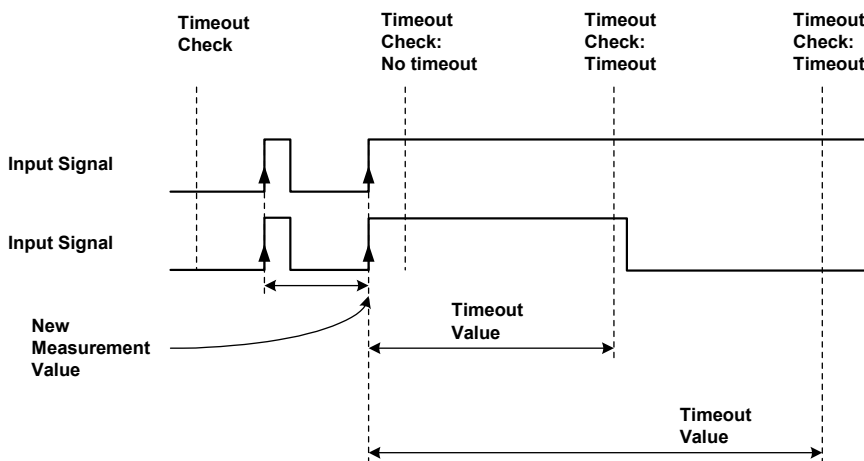 Timeout
Check
Timeout
Check:
No timeout
Timeout
Check:
Timeout
Timeout
Check:
Timeout
Input Signal
Input Signal
New
Measurement
Value
Timeout
Value
Timeout
Value